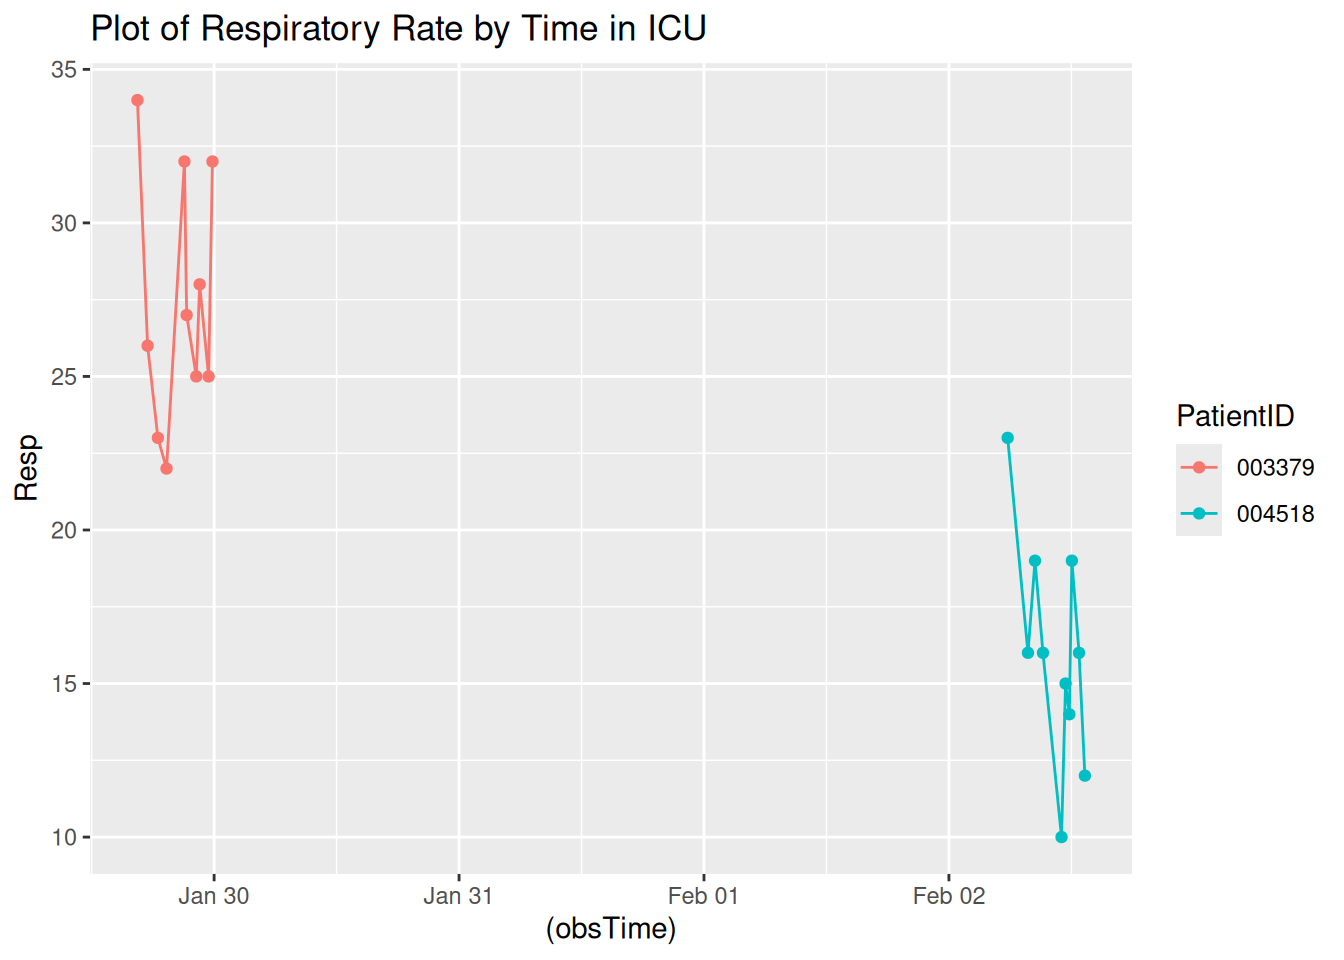 Plot of Respiratory Rate by Time in ICU
35
30
25
20
15
10
Resp
Jan 30
Jan 31
Feb 01
Feb 02
(obsTime)
PatientID
003379
004518